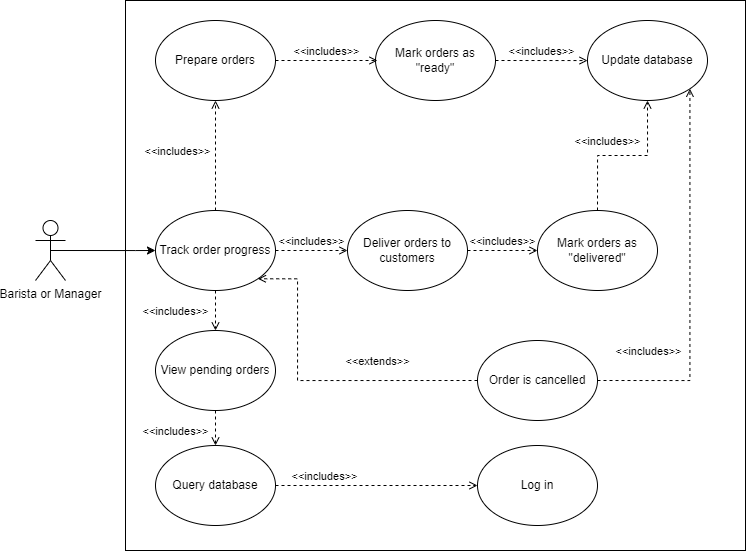 Prepare orders
<<includes>>
Mark orders as
"ready"
<<includes>>
Update database
<<includes>>
<<includes>>
Track order progress
<<includes>>
Deliver orders to
customers
<<includes>>
Mark orders as
"delivered"
Barista or Manager
<<includes>>
View pending orders
<<extends>>
Order is cancelled
<<includes>>
<<includes>>
Query database
<<includes>>
Log in